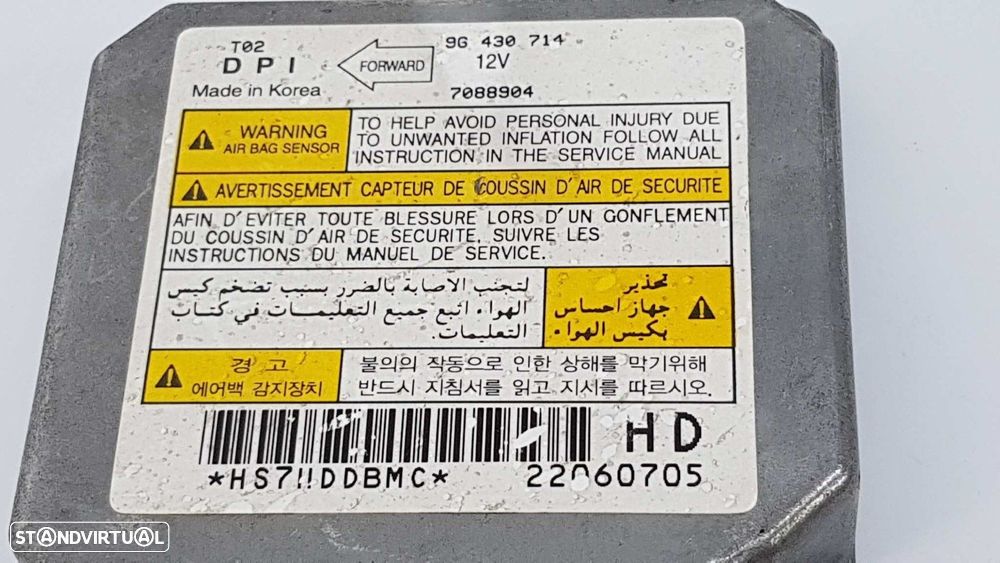 T02
DPI
FORWARD
96 430 714
12V
Made in Korea
7088904
WARNING
AIR BAG SENSOR
TO HELP AVOID PERSONAL INJURY DUE
TO UNWANTED INFLATION FOLLOW ALL
INSTRUCTION IN THE SERVICE MANUAL
AVERTISSEMENT CAPTEUR DE COUSSIN D'AIR DE SECURITE
AFIN D'EVITER TOUTE BLESSURE LORS D'UN GONFLEMENT
DU COUSSIN D'AIR DE SECURITE, SUIVRE LES
INSTRUCTIONS DU MANUEL DE SERVICE.
تحذير
جهاز احساس
بكيس الهواء
لتجنب الاصابة بالضرر بسبب تضخم كيس
الهواء اتبع جميع التعليمات في كتاب
التعليمات.
경 고
에어백 감지장치
불의의 작동으로 인한 상해를 막기위해
반드시 지침서를 읽고 지시를 따르시오.
HD
22060705
STANDVIRTUAL